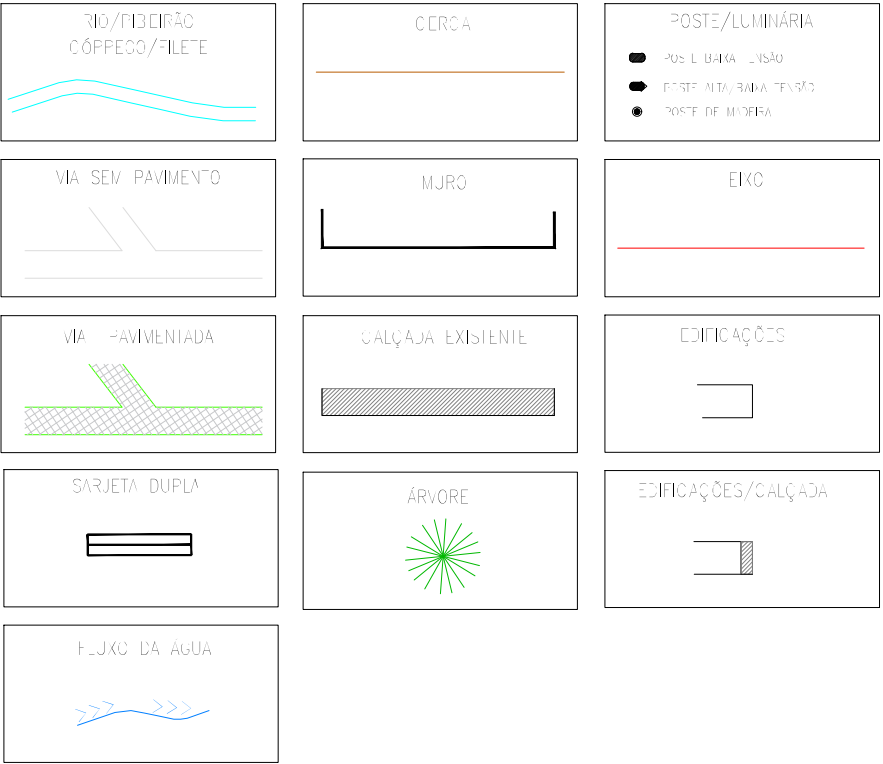 RIO/RIBEIRÃO
CÓRREGO/FILETE
CERCA
POSTE/LUMINÁRIA
POSTE BAIXA TENSÃO
POSTE ALTA/BAIXA TENSÃO
POSTE DE MADEIRA
VIA SEM PAVIMENTO
MURO
EIXO
VIA PAVIMENTADA
CALÇADA EXISTENTE
EDIFICAÇÕES
SARJETA DUPLA
ÁRVORE
EDIFICAÇÕES/CALÇADA
FLUXO DA ÁGUA